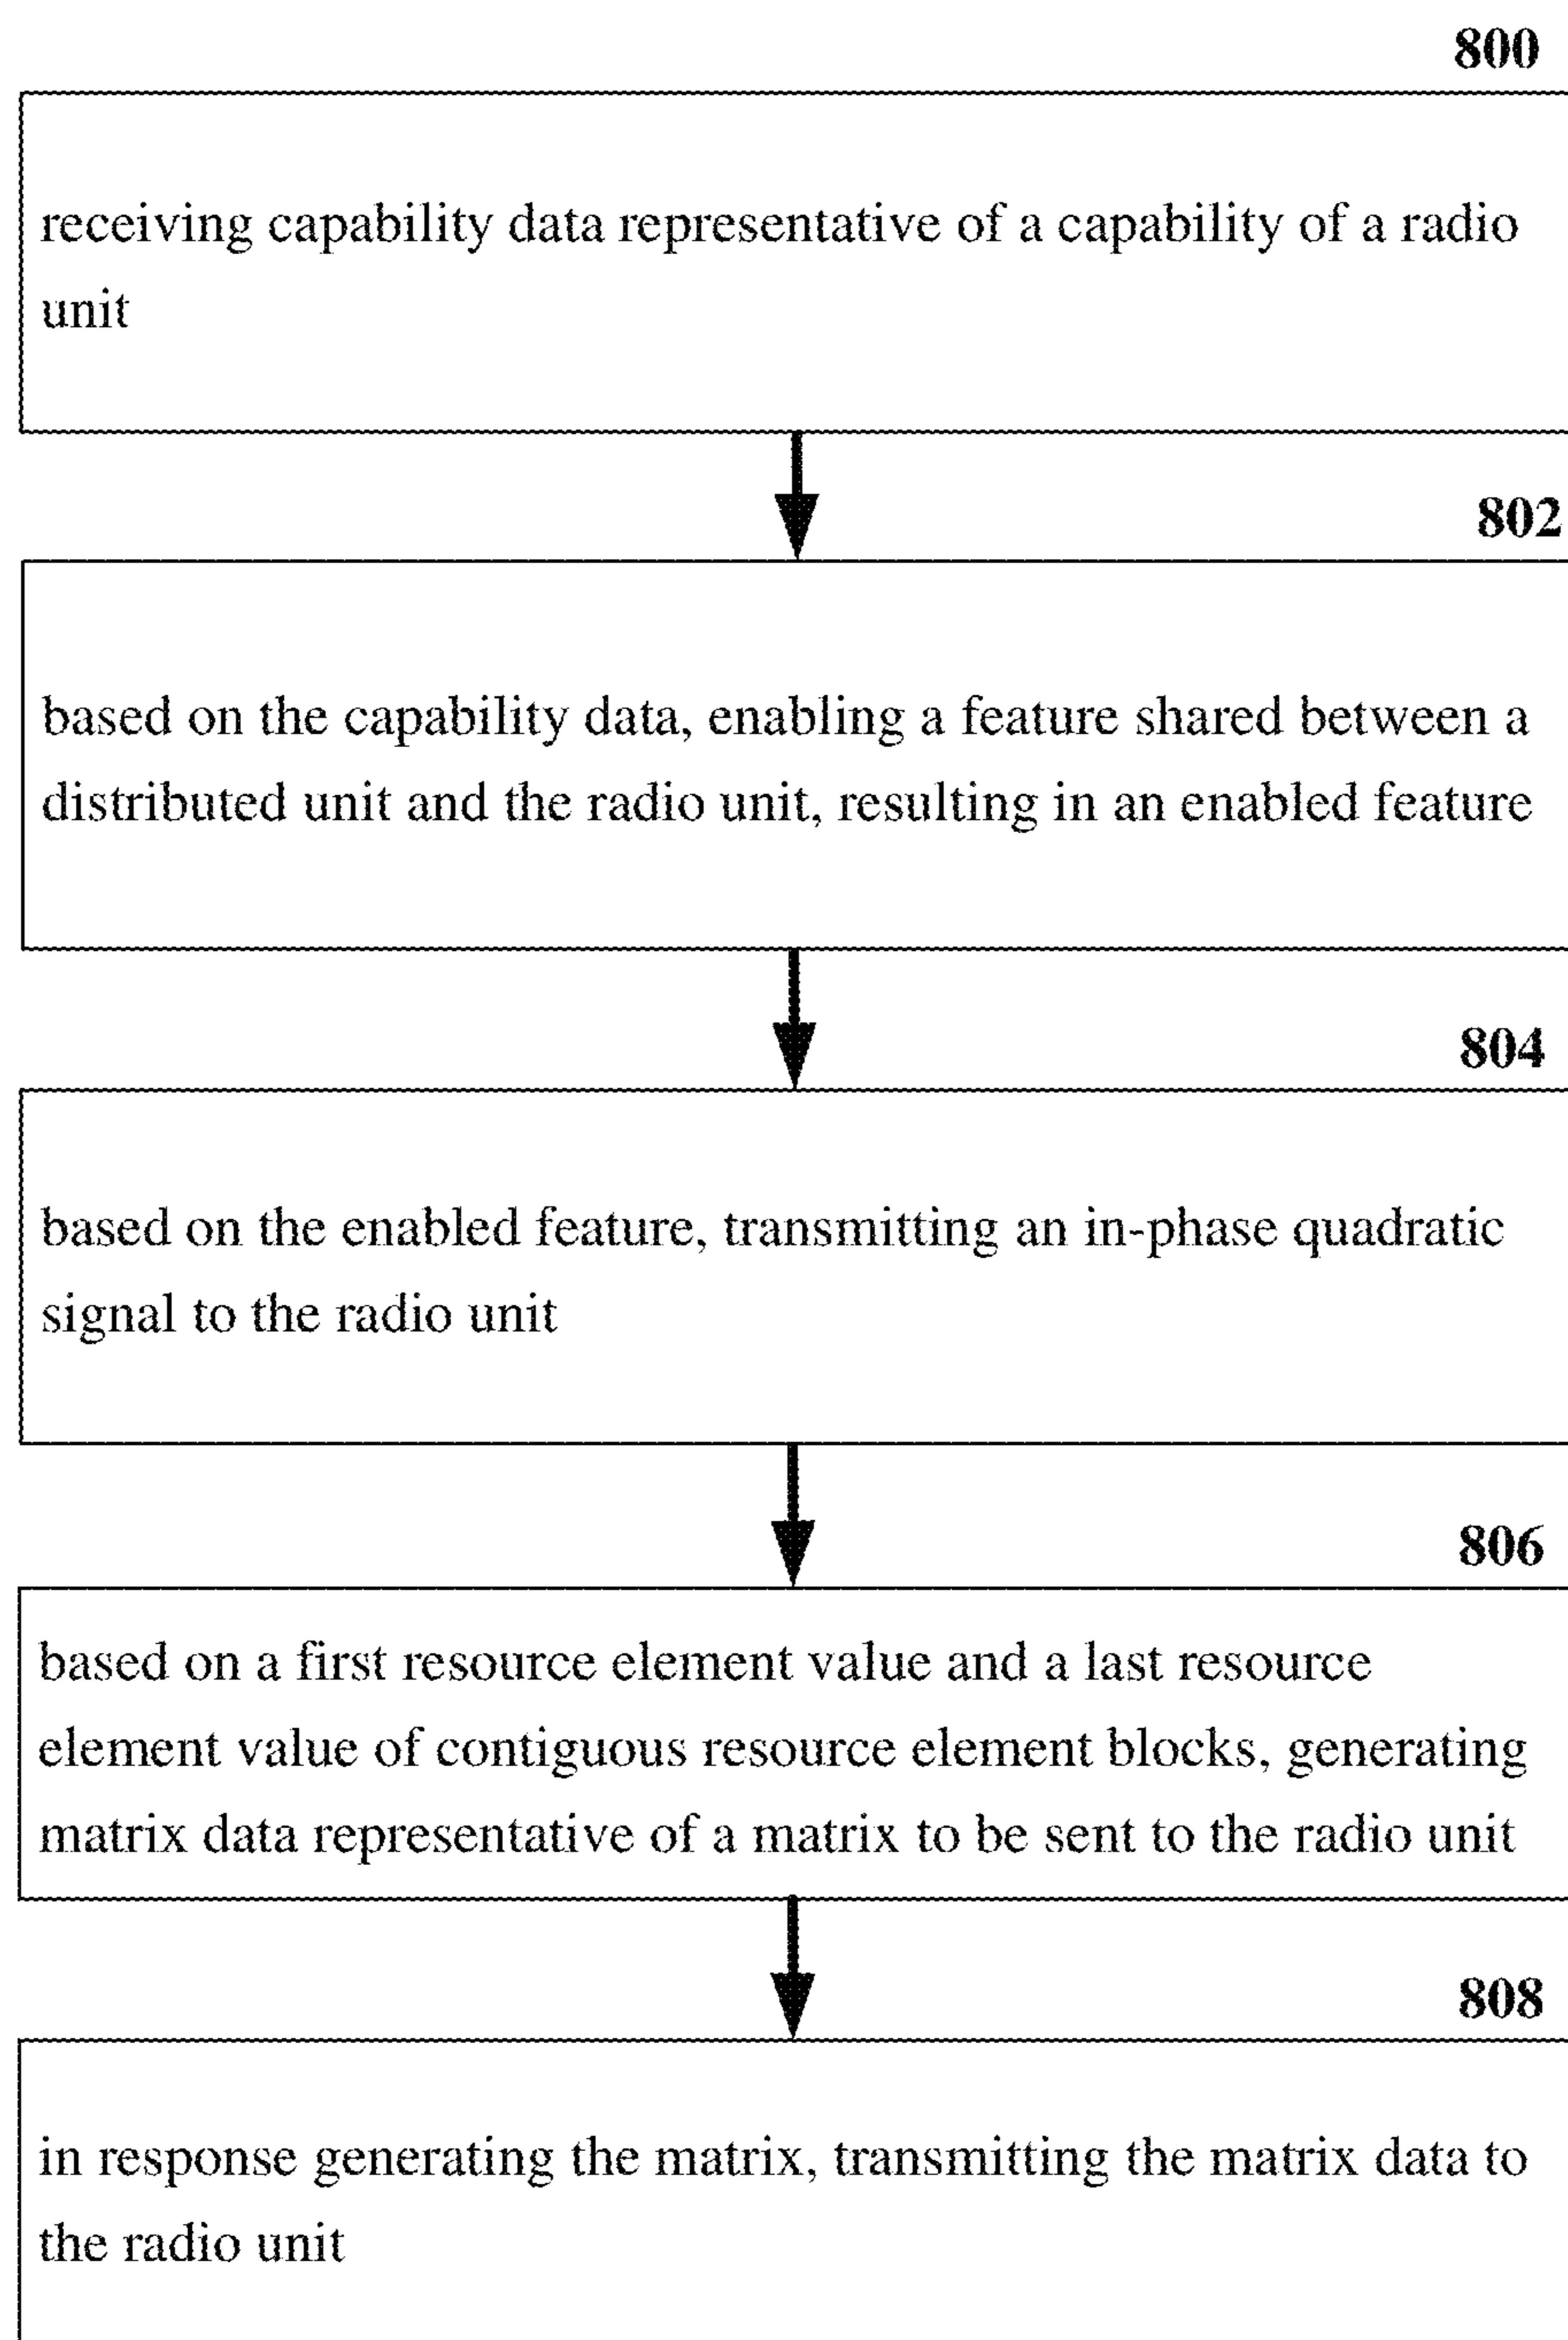 800
receiving capability data representative of a capability of a radio
unit
802
based on the capability data, enabling a feature shared between a
distributed unit and the radio unit, resulting in an enabled feature
804
based on the enabled feature, transmitting an in-phase quadratic
signal to the radio unit
806
based on a first resource element value and a last resource
element value of contiguous resource element blocks, generating
matrix data representative of a matrix to be sent to the radio unit
808
in response generating the matrix, transmitting the matrix data to
the radio unit